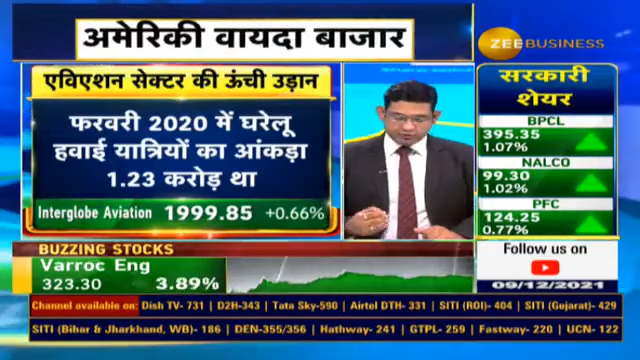 अमेरिकी वायदा बाजार
ZEE BUSINESS
एविएशन सेक्टर की ऊंची उड़ान
फरवरी 2020 में घरेलू
हवाई यात्रियों का आंकड़ा
1.23 करोड़ था
Interglobe Aviation 1999.85 +0.66%
सरकारी
शेयर
BPCL
395.35
1.07%
NALCO
99.30
1.02%
PFC
124.25
0.77%
BUZZING STOCKS
Varroc Eng
323.30 3.89%
Follow us on
09/12/2021
Channel available on: Dish TV- 731 | D2H-343 | Tata Sky-590 | Airtel DTH- 331 | SITI (ROI)- 404 | SITI (Gujarat)- 429
SITI (Bihar & Jharkhand, WB)- 186 | DEN-355/356 | Hathway- 241 | GTPL- 259 | Fastway- 220 | UCN- 122